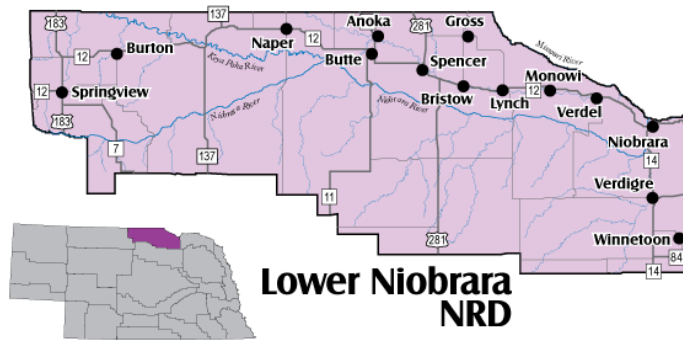 183
137
Anoka
281
Gross
Missouri River
Burton
Naper
12
12
Butte
Keya Paha River
Spencer
Monowi
12
Springview
Niobrara River
Niobrara River
Bristow
Lynch
12
Verdel
183
7
137
Niobrara
14
11
Verdigre
281
Winnetoon
84
14
Lower Niobrara
NRD